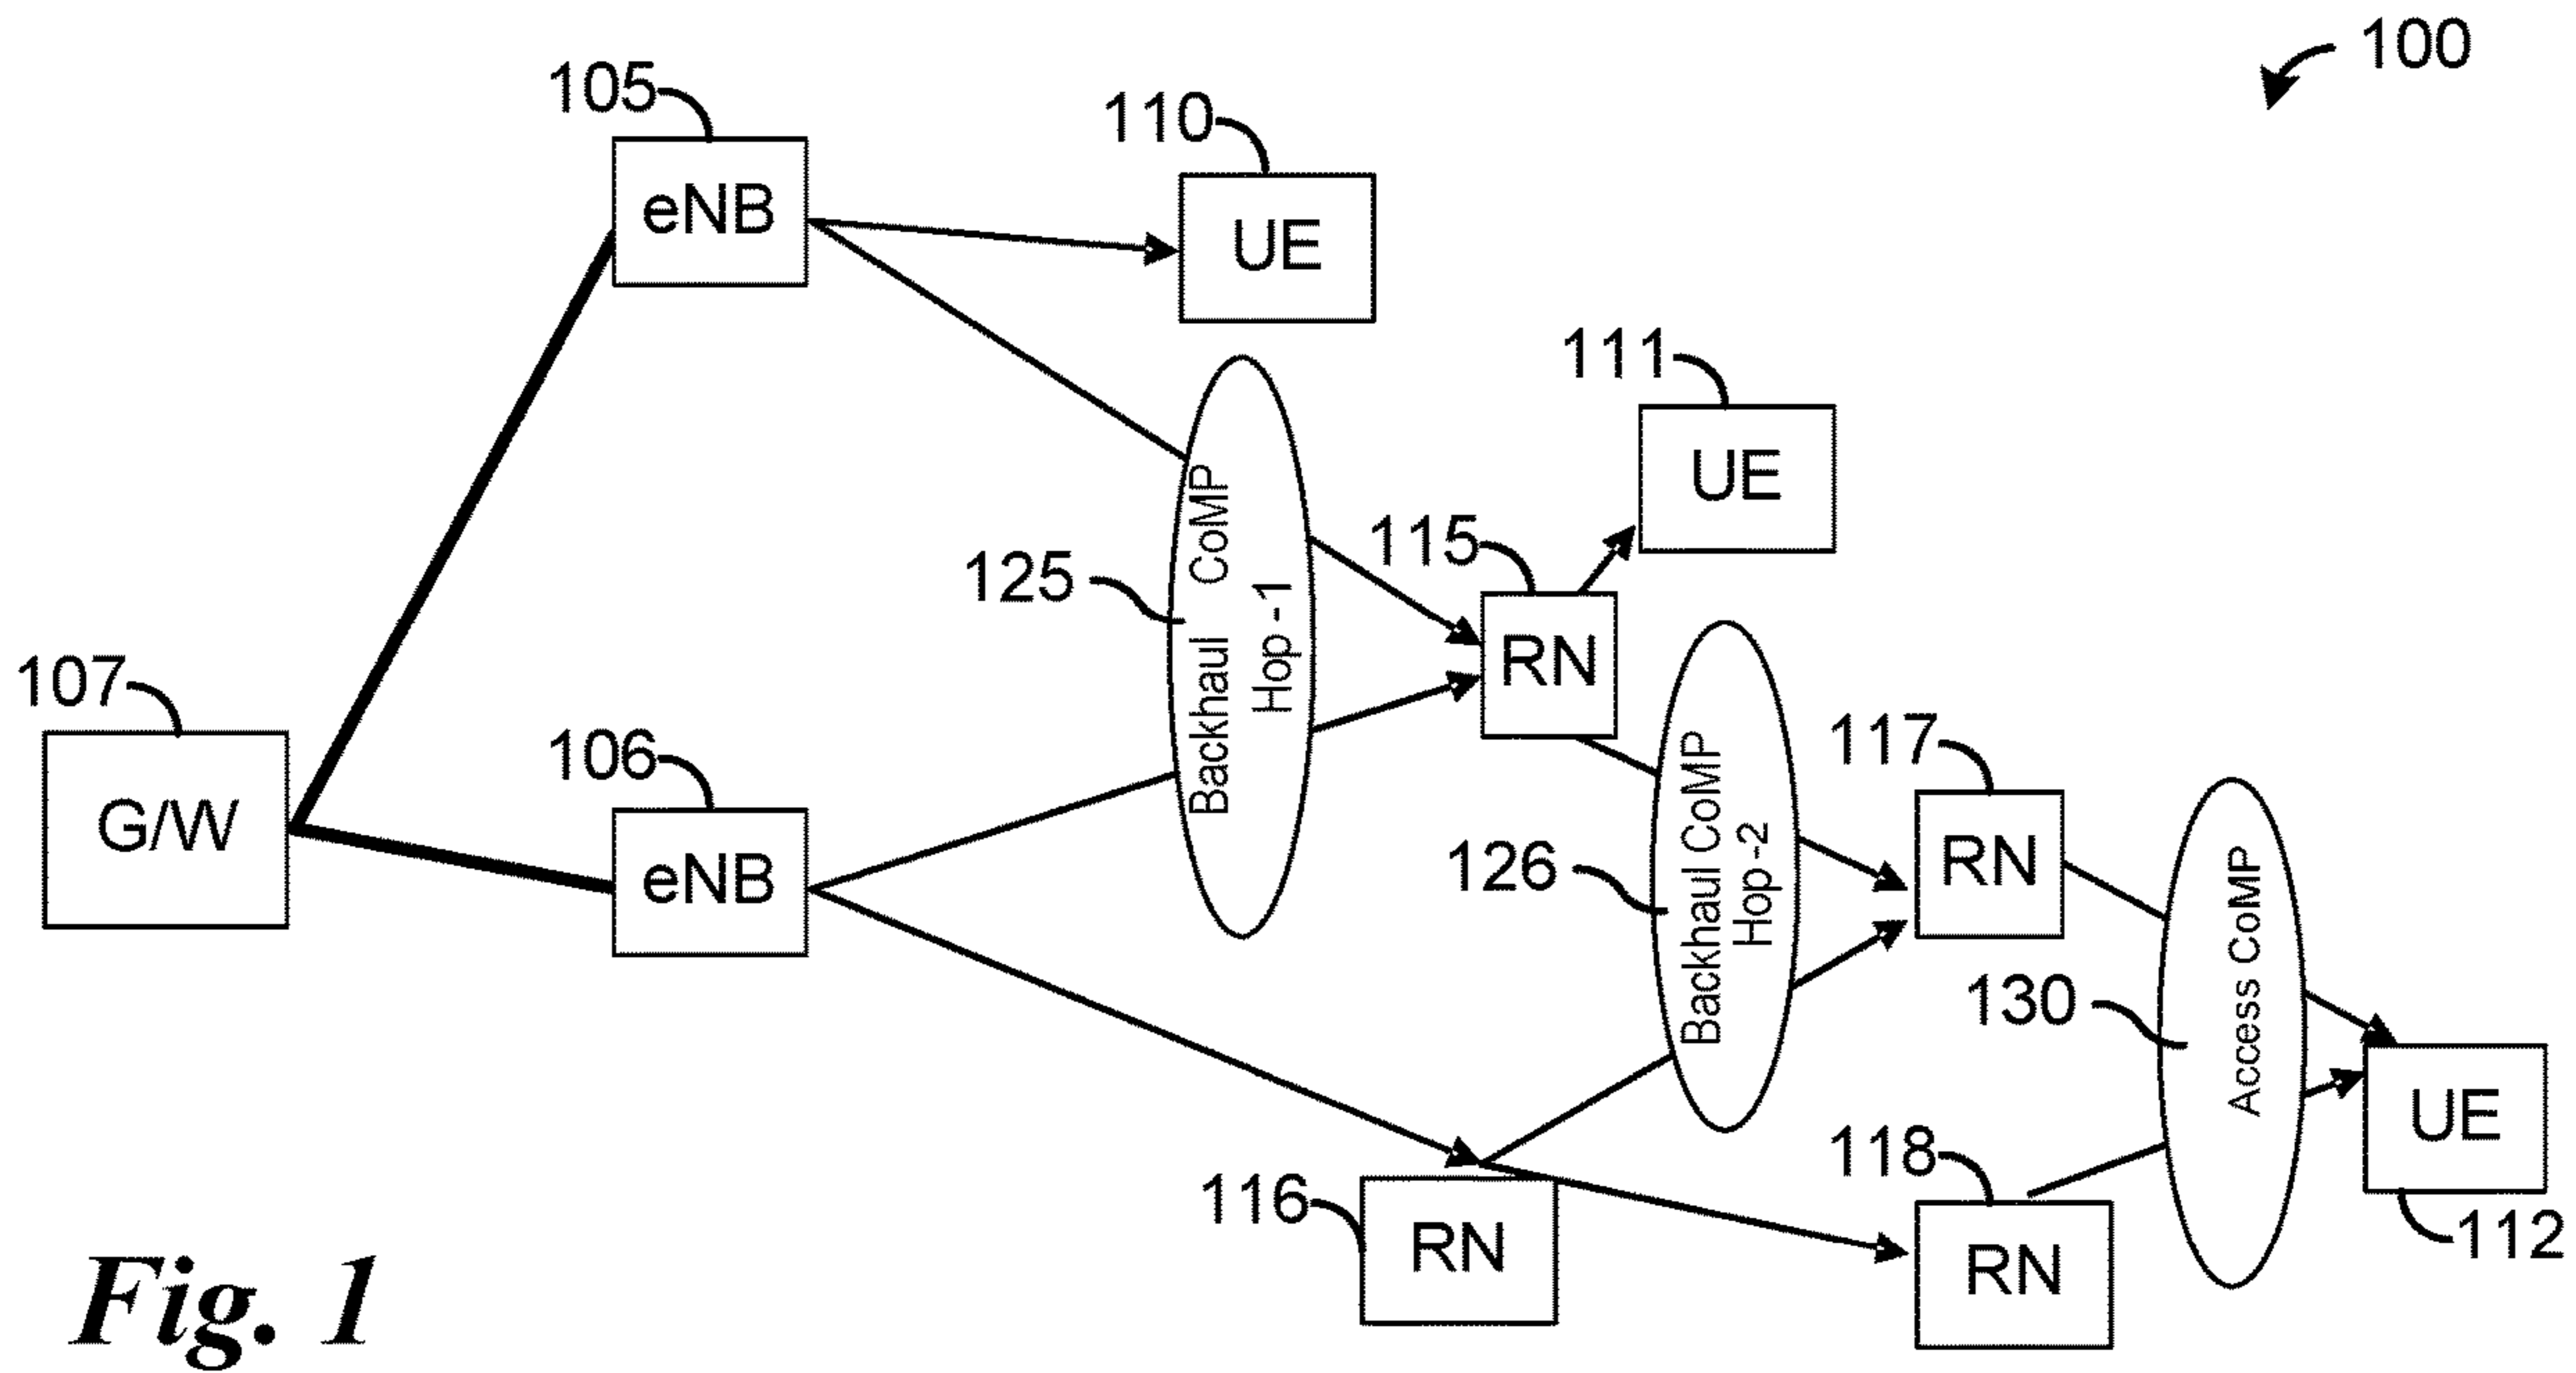 100
105
eNB
110
UE
111
UE
125
Backhaul CoMP
Hop-1
115
RN
107
G/W
106
eNB
126
Backhaul CoMP
Hop-2
117
RN
130
Access CoMP
116
RN
118
RN
UE
112
Fig. 1